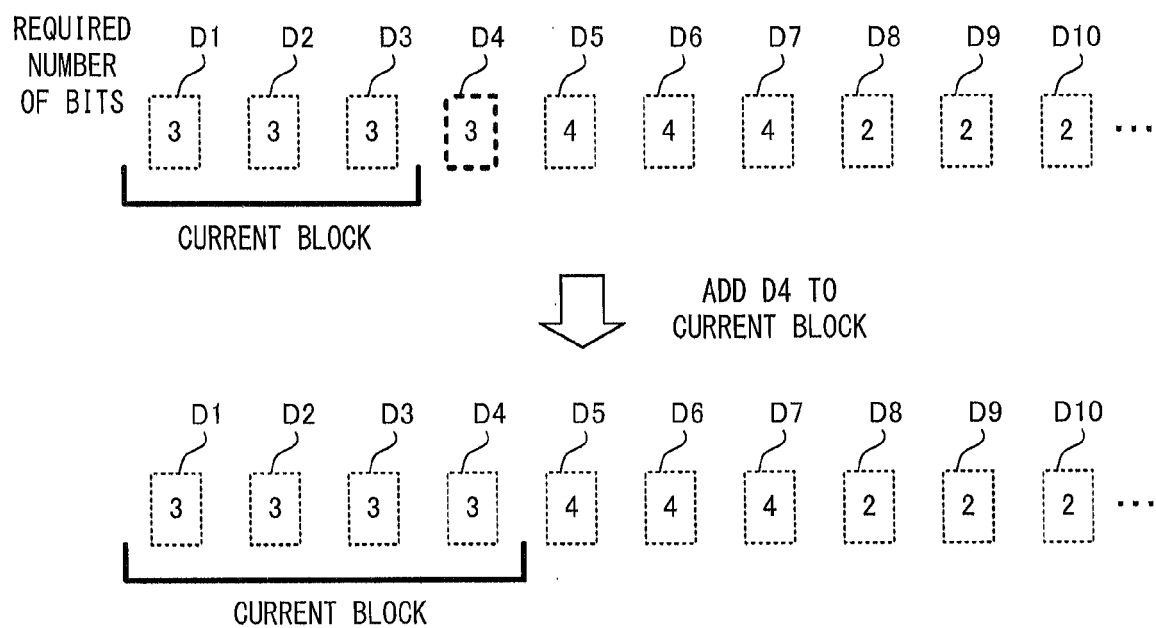 REQUIRED
NUMBER
OF BITS
D1 D2 D3 D4 D5 D6 D7 D8 D9 D10
3 3 3 3 4 4 4 2 2 2 ...
CURRENT BLOCK
ADD D4 TO
CURRENT BLOCK
D1 D2 D3 D4 D5 D6 D7 D8 D9 D10
3 3 3 3 4 4 4 2 2 2 ...
CURRENT BLOCK